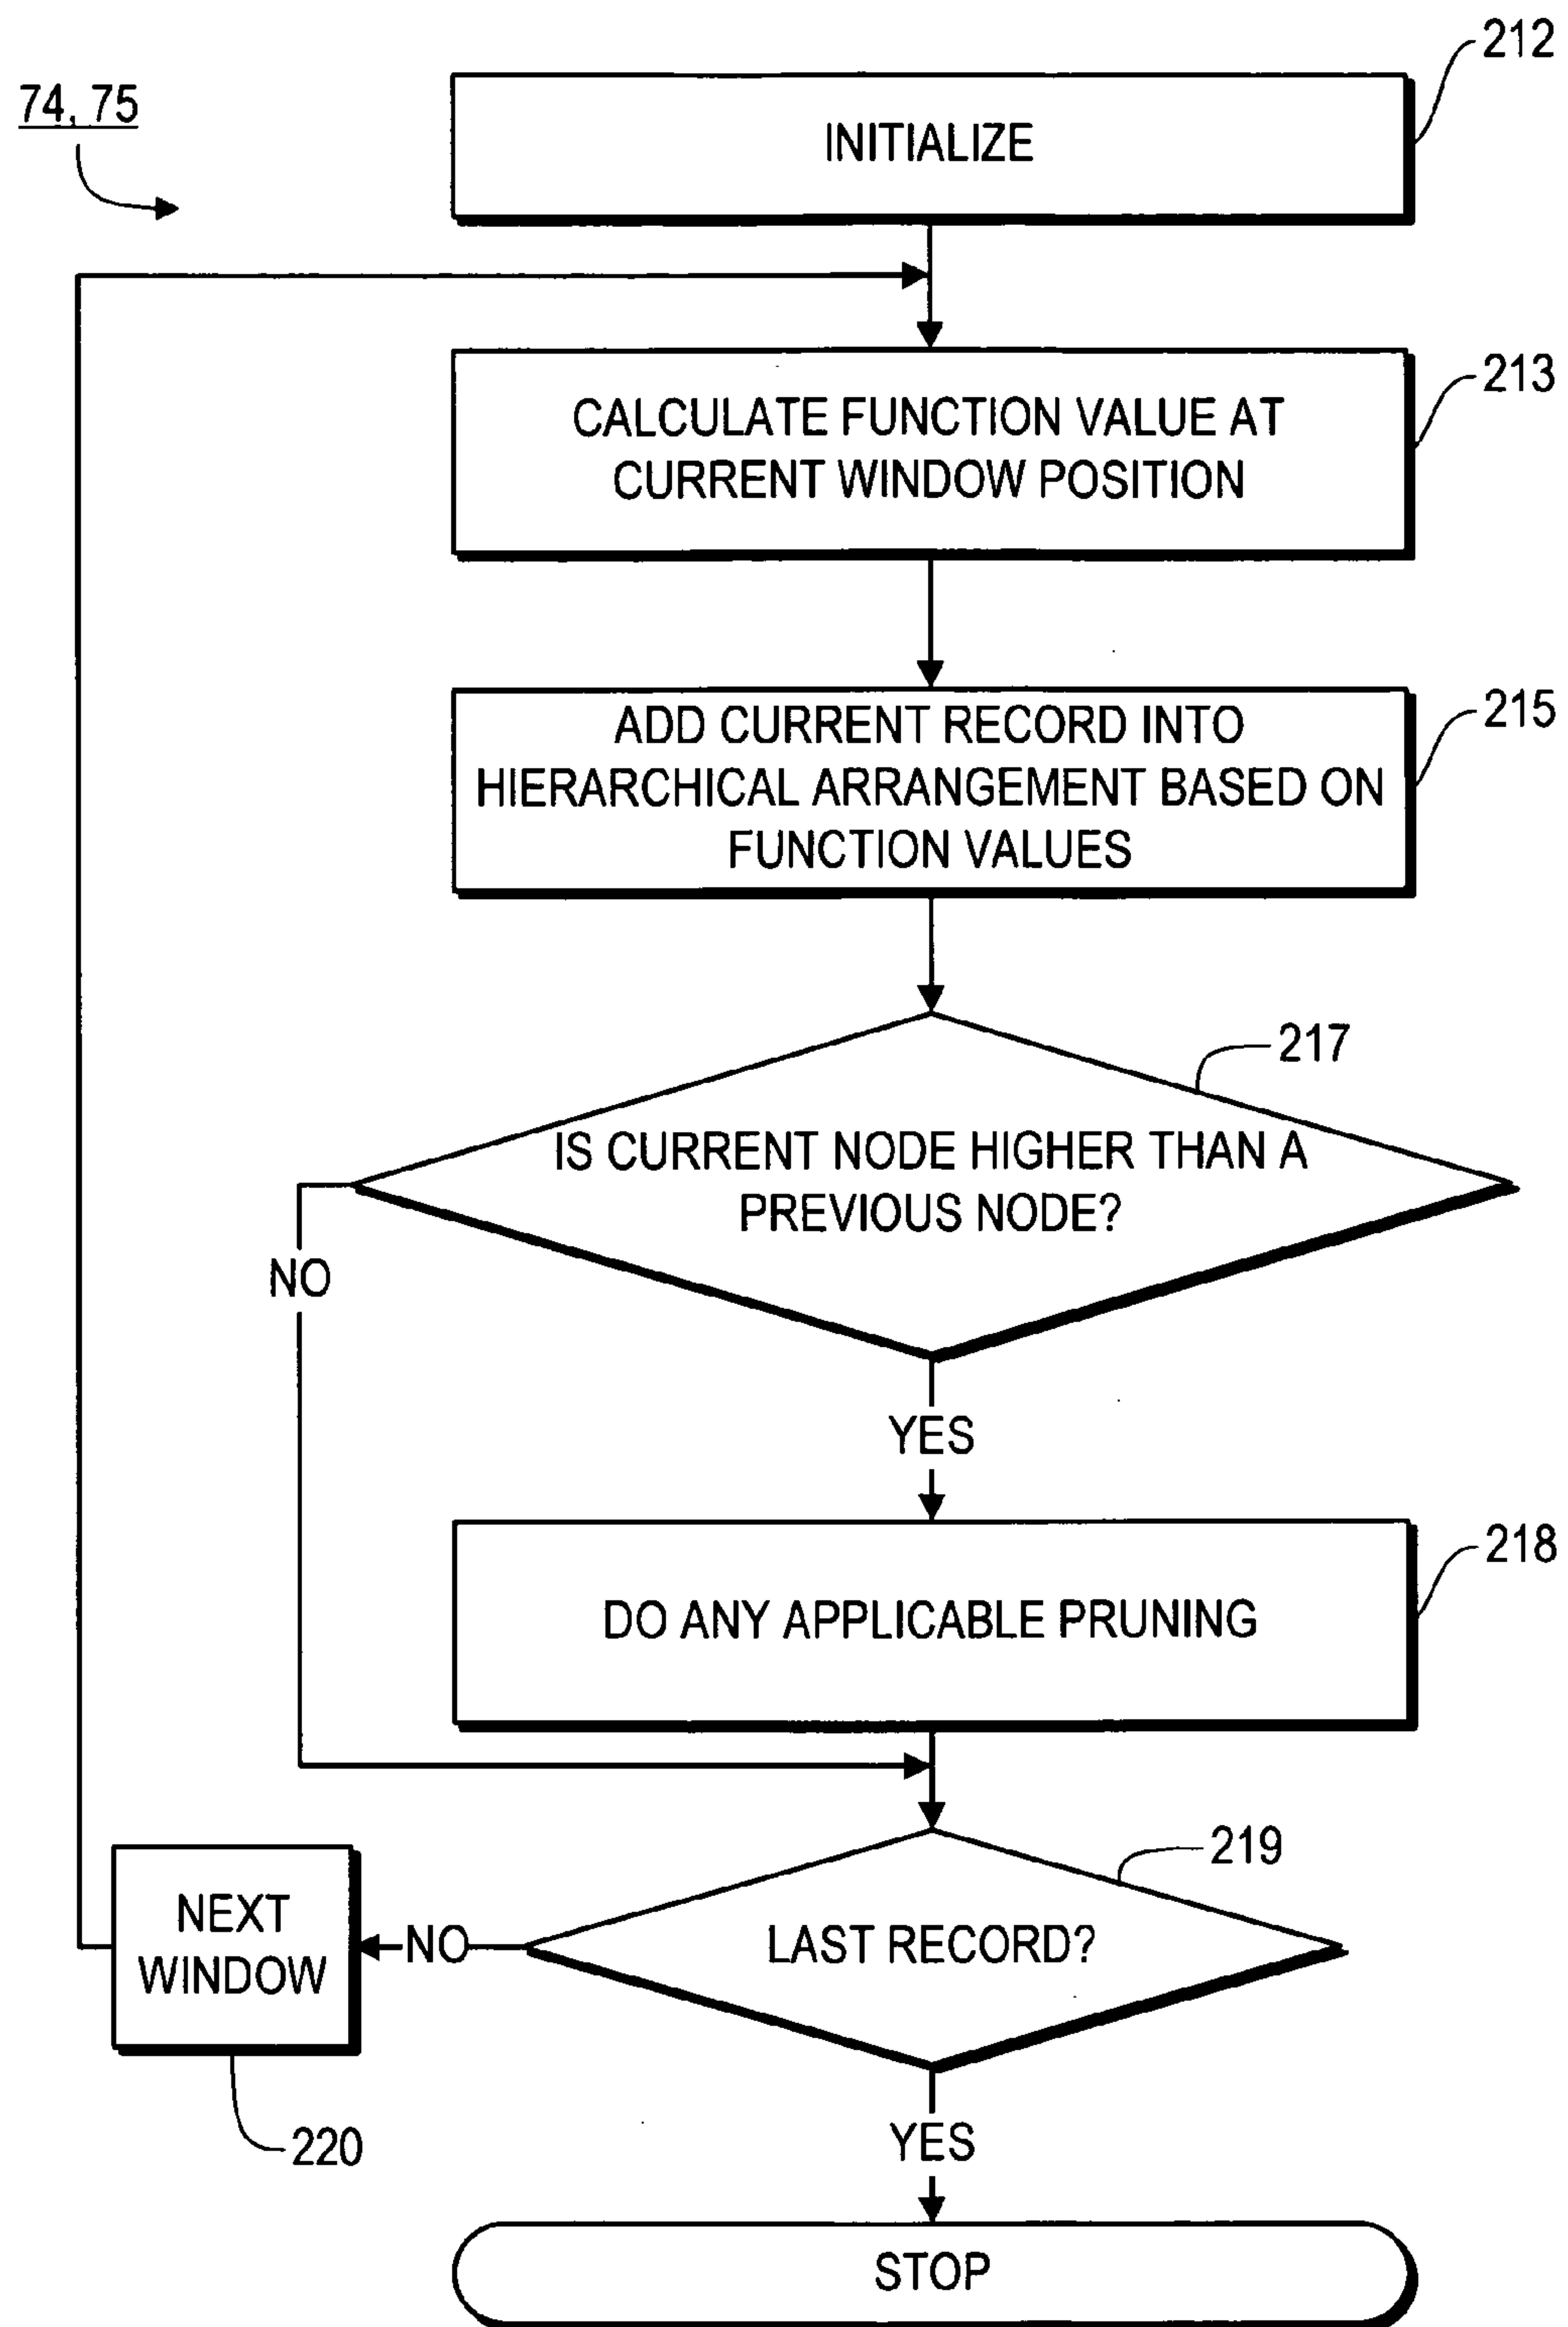 212
74, 75
INITIALIZE
213
CALCULATE FUNCTION VALUE AT
CURRENT WINDOW POSITION
215
ADD CURRENT RECORD INTO
HIERARCHICAL ARRANGEMENT BASED ON
FUNCTION VALUES
217
IS CURRENT NODE HIGHER THAN A
PREVIOUS NODE?
NO
YES
218
DO ANY APPLICABLE PRUNING
219
LAST RECORD?
NO
NEXT
WINDOW
220
YES
STOP